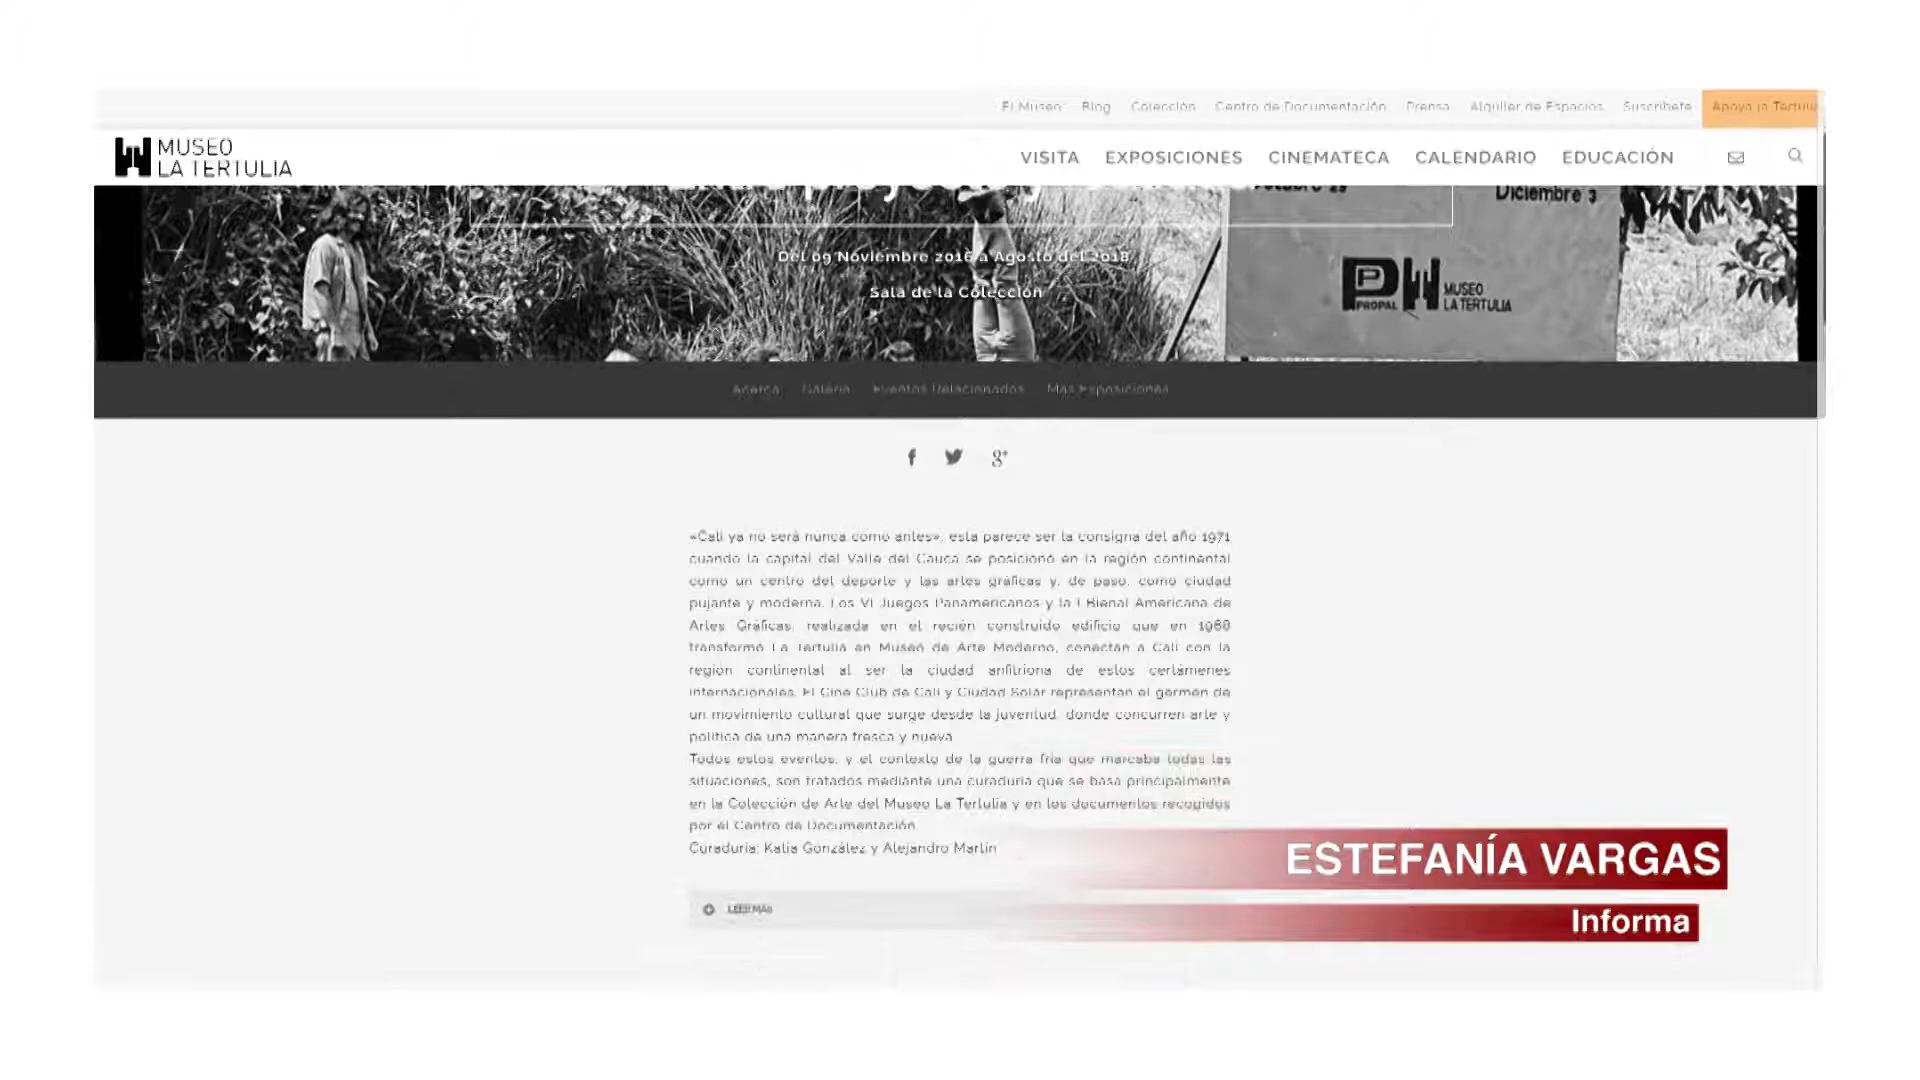 El Museo Blog Colección Centro de Documentación Prensa Alquiler de Espacios Suscríbete Apoya la Tertulia
MUSEO
LA TERTULIA
VISITA EXPOSICIONES CINEMATECA CALENDARIO EDUCACIÓN
Diciembre 3
Del 09 Noviembre 2016 a Agosto del 2018
Sala de la Colección
PROPAL
MUSEO
LA TERTULIA
Acerca Galería Eventos Relacionados Más Exposiciones
«Cali ya no será nunca como antes», esta parece ser la consigna del año 1971
cuando la capital del Valle del Cauca se posicionó en la región continental
como un centro del deporte y las artes gráficas y, de paso, como ciudad
pujante y moderna. Los VI Juegos Panamericanos y la I Bienal Americana de
Artes Gráficas, realizada en el recién construido edificio que en 1968
transformó La Tertulia en Museo de Arte Moderno, conectan a Cali con la
región continental al ser la ciudad anfitriona de estos certámenes
internacionales. El Cine Club de Cali y Ciudad Solar representan el germen de
un movimiento cultural que surge desde la juventud, donde concurren arte y
política de una manera fresca y nueva.
Todos estos eventos, y el contexto de la guerra fría que marcaba todas las
situaciones, son tratados mediante una curaduría que se basa principalmente
en la Colección de Arte del Museo La Tertulia y en los documentos recogidos
por el Centro de Documentación.
Curaduría: Katia González y Alejandro Martín
LEER MÁS
ESTEFANÍA VARGAS
Informa